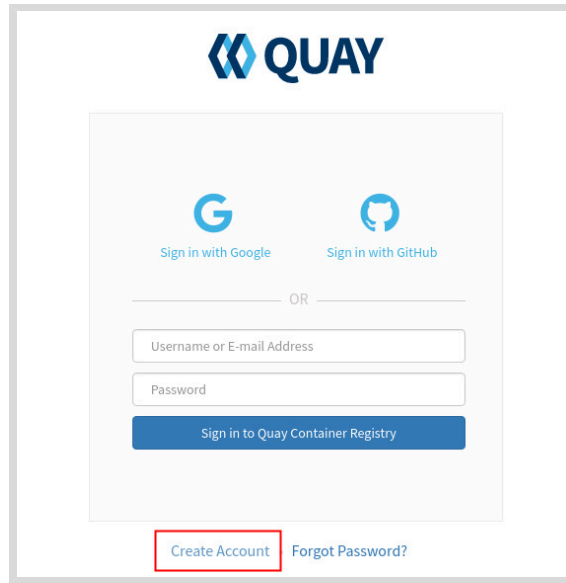 QUAY
Sign in with Google Sign in with GitHub
OR
Username or E-mail Address
Password
Sign in to Quay Container Registry
Create Account Forgot Password?